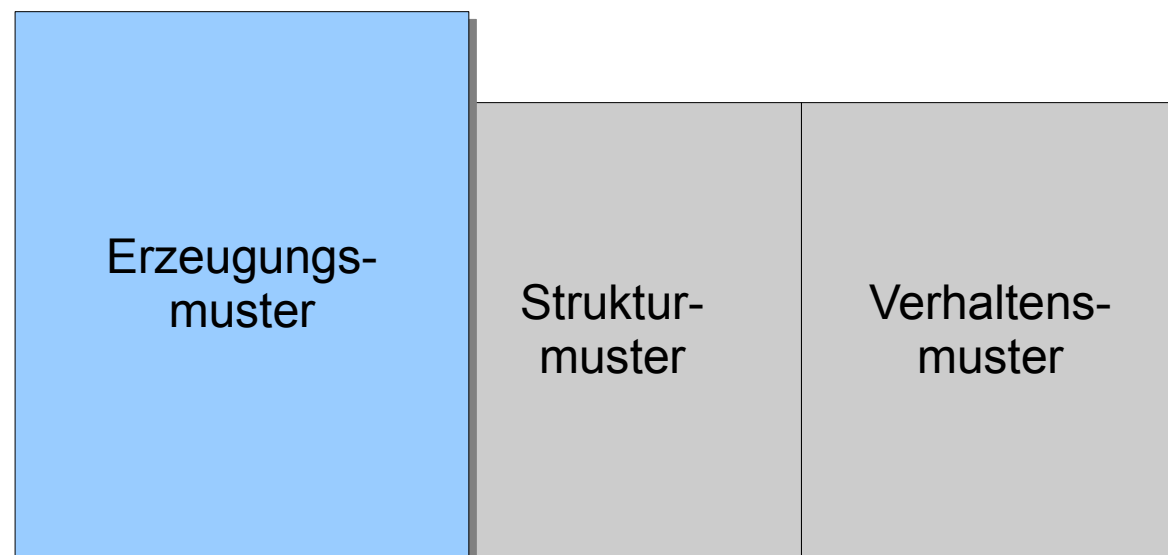 Erzeugungs-
muster
Struktur-
muster
Verhaltens-
muster